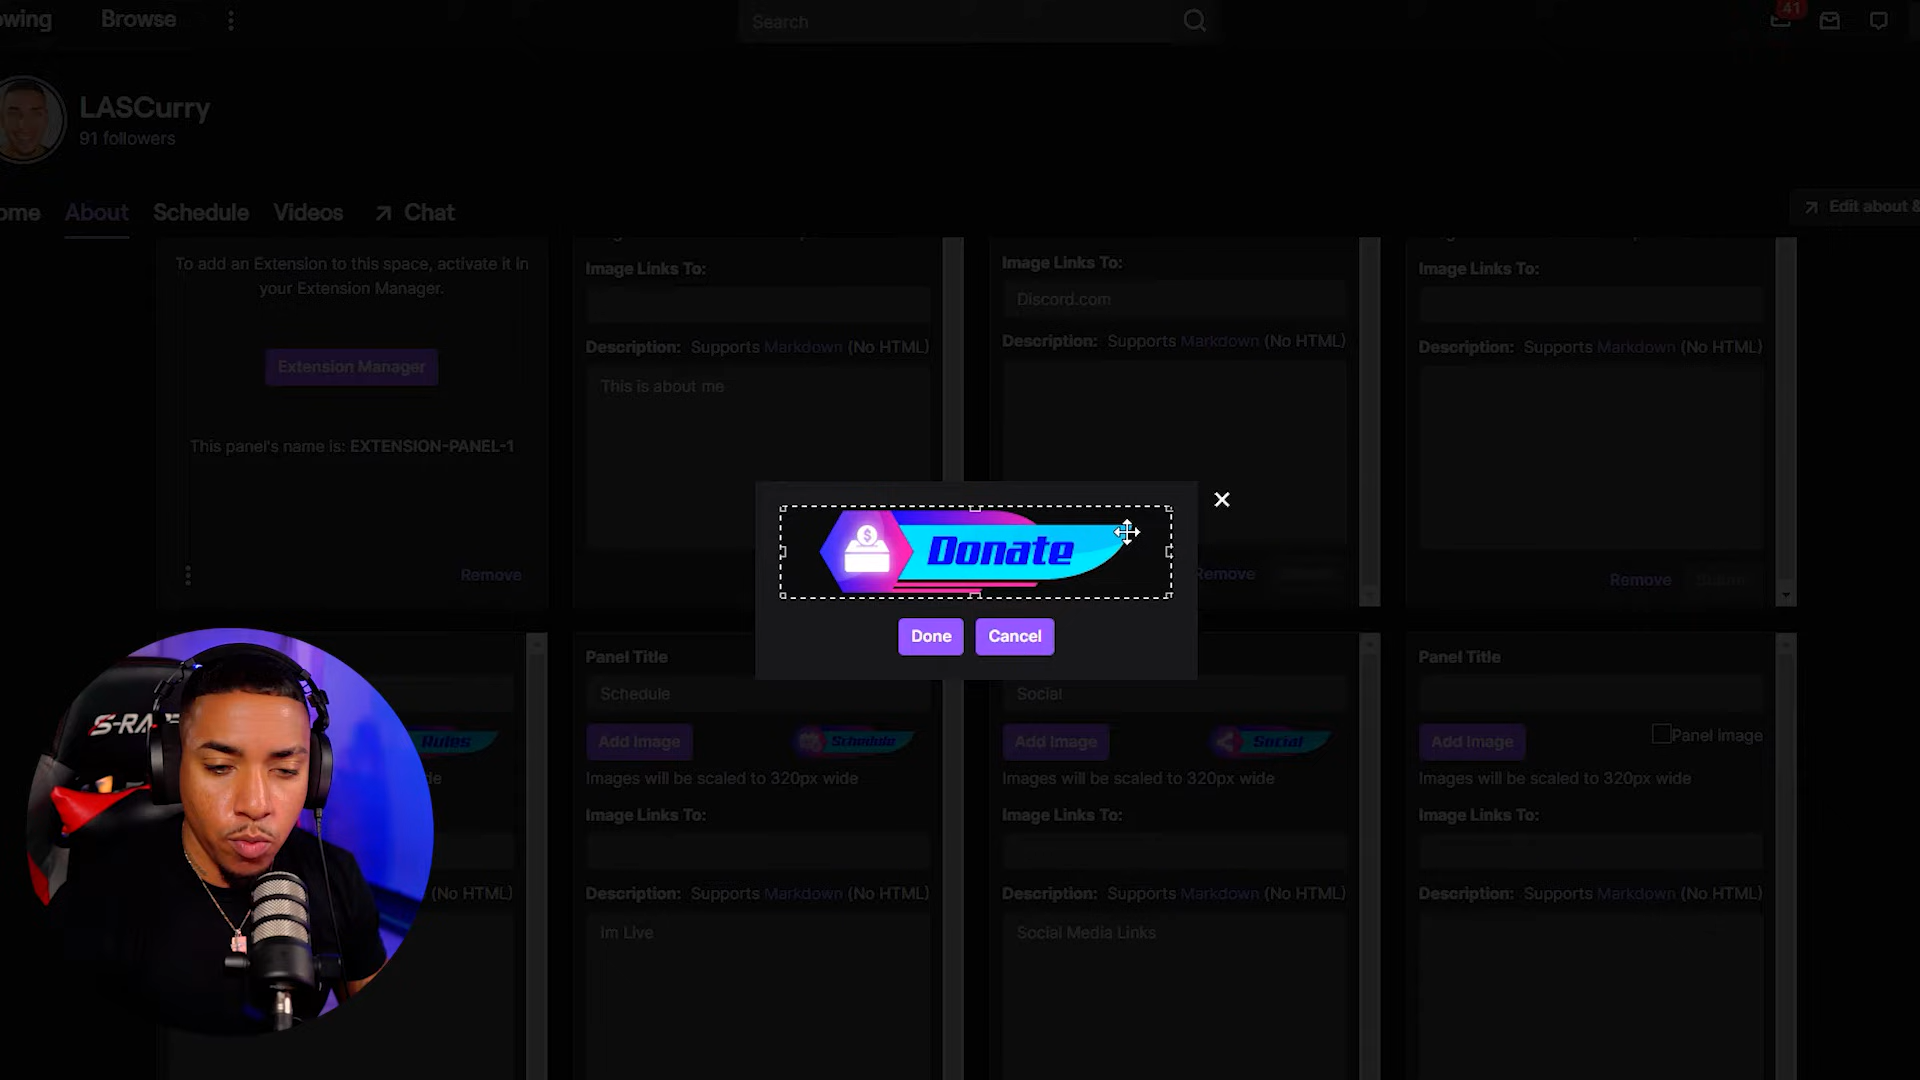 owing
Browse
Search
41
LASCurry
91 followers
ome
About
Schedule
Videos
Chat
Edit about &
To add an Extension to this space, activate it in
your Extension Manager.
Extension Manager
This panel's name is: EXTENSION-PANEL-1
Remove
Image Links To:
Description: Supports Markdown (No HTML)
This is about me
Image Links To:
Discord.com
Description: Supports Markdown (No HTML)
Remove
Image Links To:
Description: Supports Markdown (No HTML)
Remove
Donate
Done
Cancel
Rules
(No HTML)
Panel Title
Schedule
Add Image
Schedule
Images will be scaled to 320px wide
Image Links To:
Description: Supports Markdown (No HTML)
Im Live
Panel Title
Social
Add Image
Social
Images will be scaled to 320px wide
Image Links To:
Description: Supports Markdown (No HTML)
Social Media Links
Panel Title
Add Image
Panel image
Images will be scaled to 320px wide
Image Links To:
Description: Supports Markdown (No HTML)